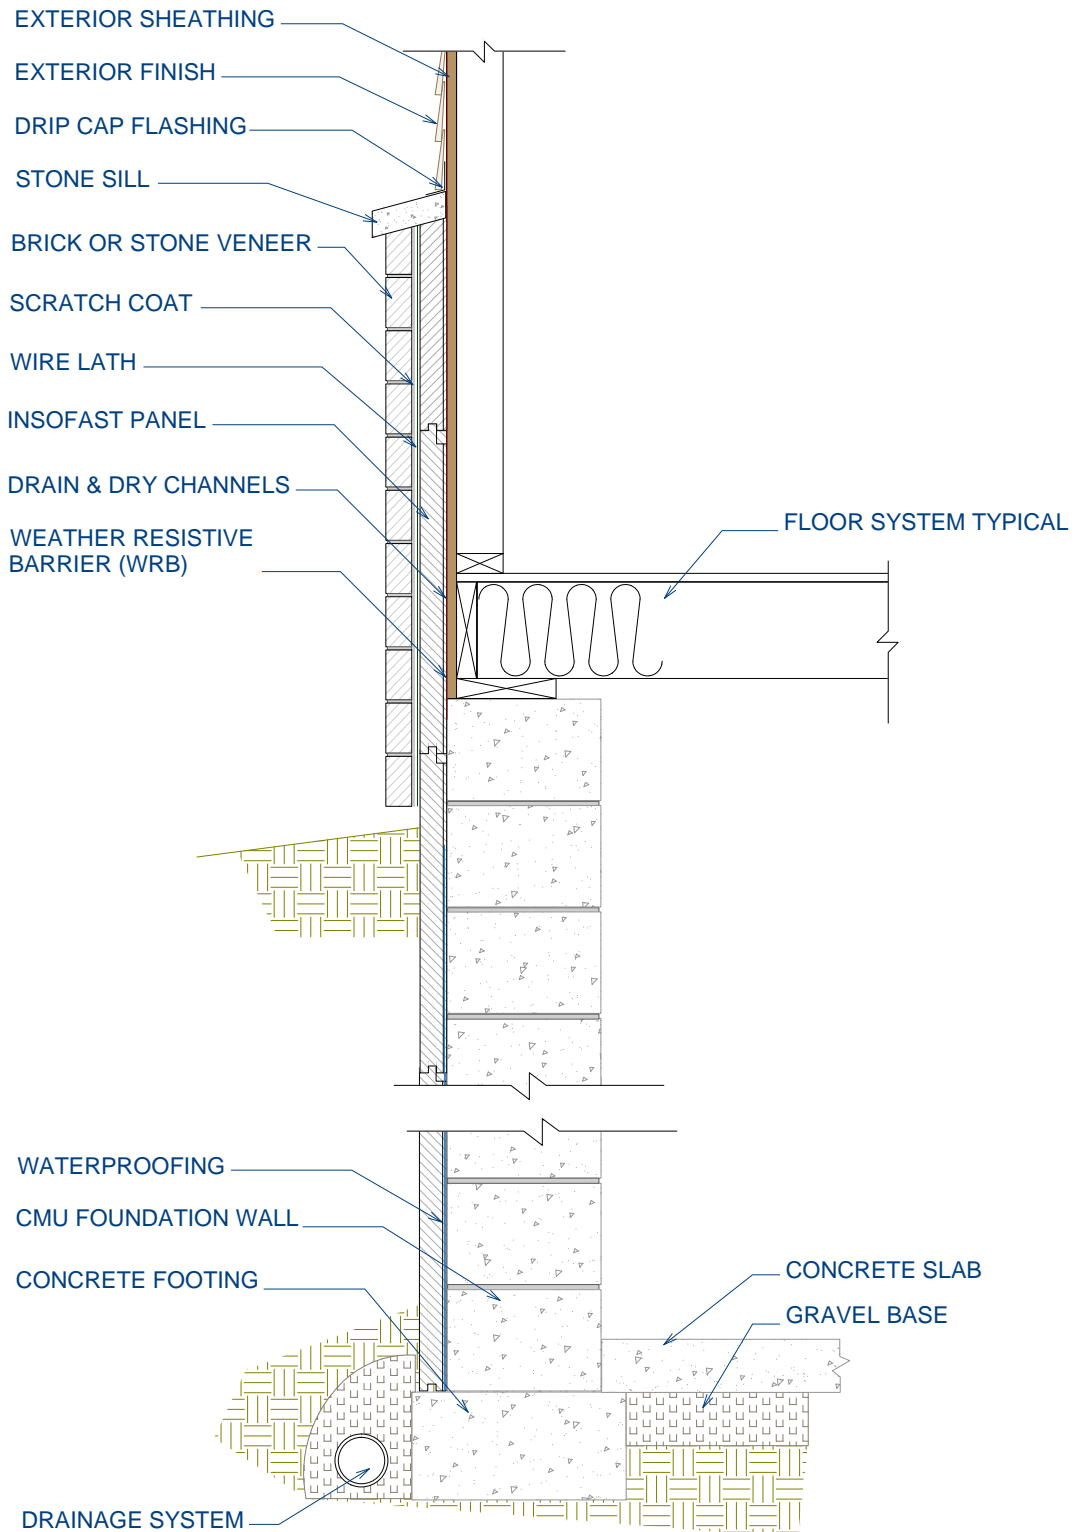 EXTERIOR SHEATHING
EXTERIOR FINISH
DRIP CAP FLASHING
STONE SILL
BRICK OR STONE VENEER
SCRATCH COAT
WIRE LATH
INSOFAST PANEL
DRAIN & DRY CHANNELS
WEATHER RESISTIVE
BARRIER (WRB)
FLOOR SYSTEM TYPICAL
WATERPROOFING
CMU FOUNDATION WALL
CONCRETE FOOTING
CONCRETE SLAB
GRAVEL BASE
DRAINAGE SYSTEM